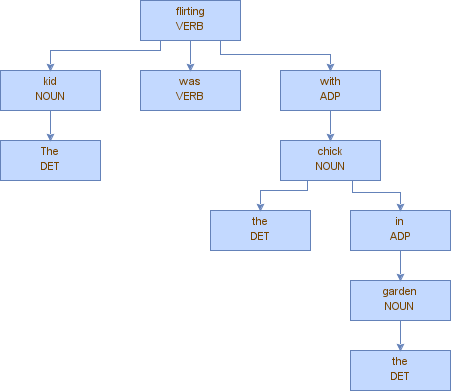 flirting
VERB
kid
NOUN
was
VERB
with
ADP
The
DET
chick
NOUN
the
DET
in
ADP
garden
NOUN
the
DET